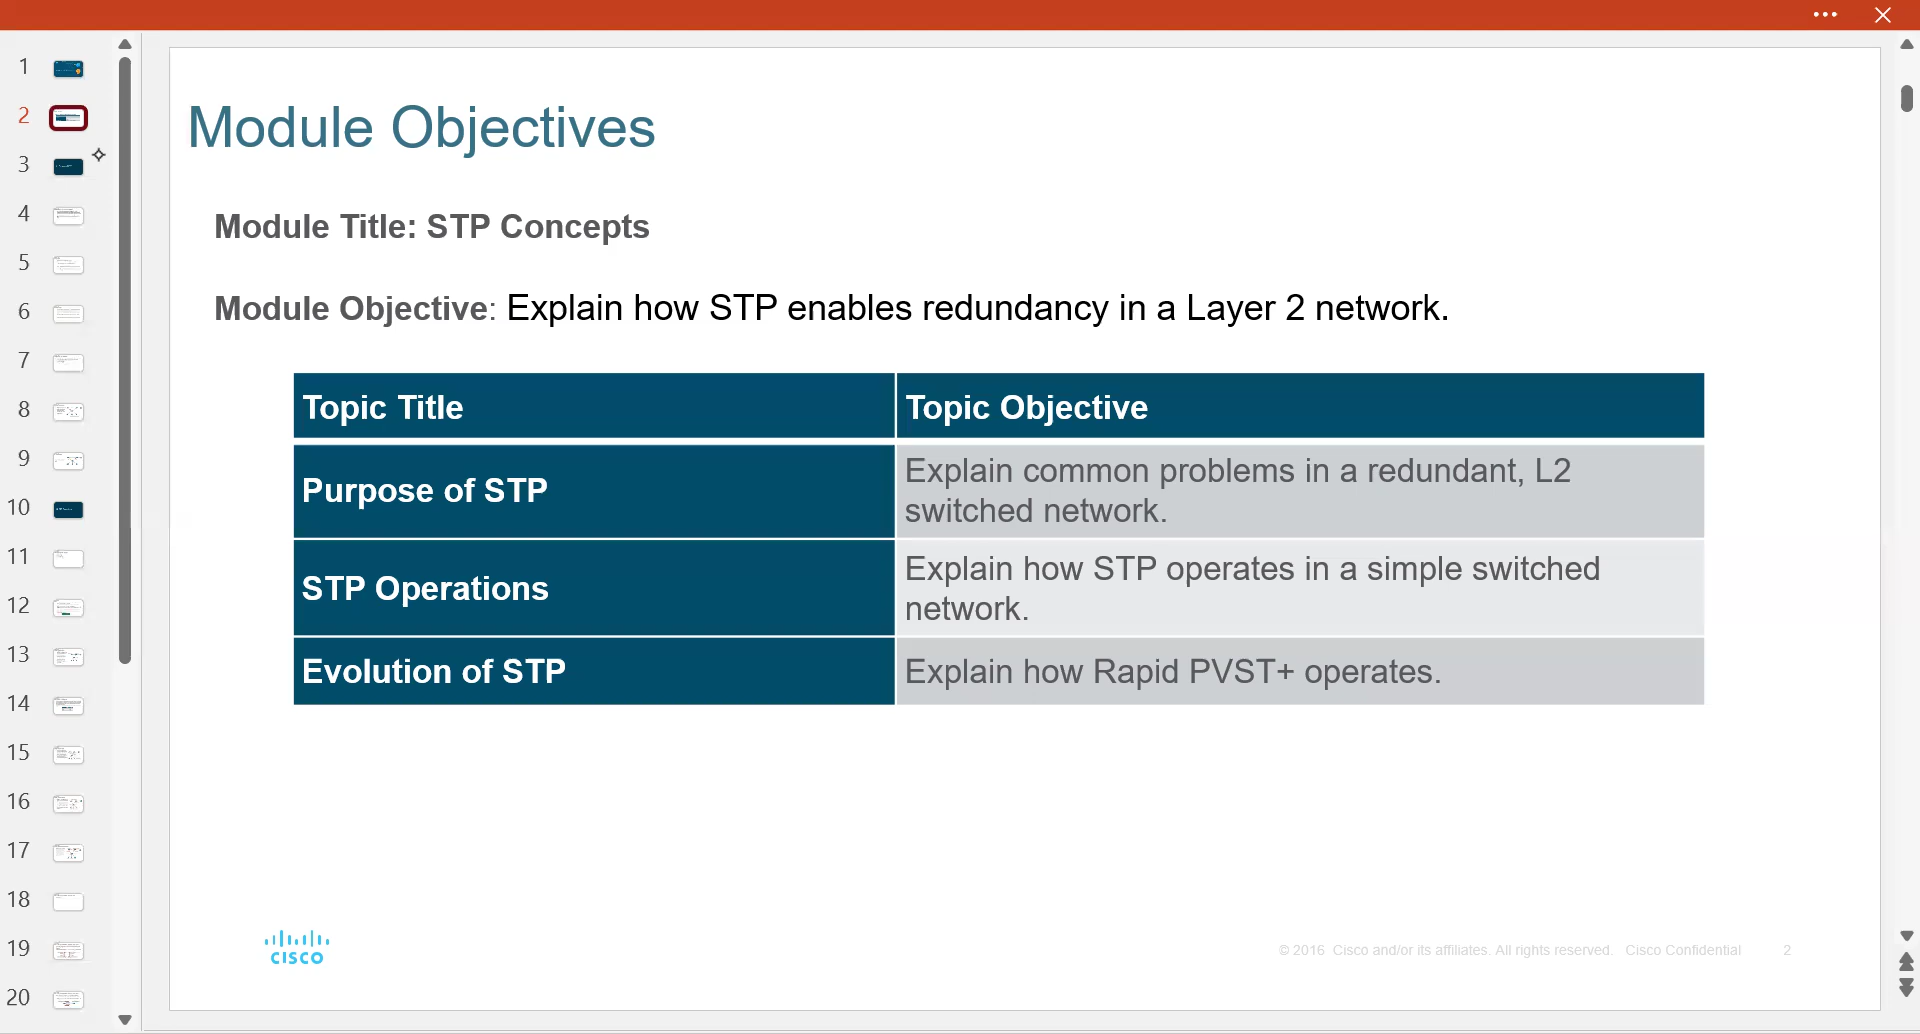 1
2
3
4
5
6
7
8
9
10
11
12
13
14
15
16
17
18
19
20
Module Objectives
Module Title: STP Concepts
Module Objective: Explain how STP enables redundancy in a Layer 2 network.
Topic Title
Topic Objective
Purpose of STP
Explain common problems in a redundant, L2
switched network.
STP Operations
Explain how STP operates in a simple switched
network.
Evolution of STP
Explain how Rapid PVST+ operates.
CISCO
© 2016 Cisco and/or its affiliates. All rights reserved. Cisco Confidential
2